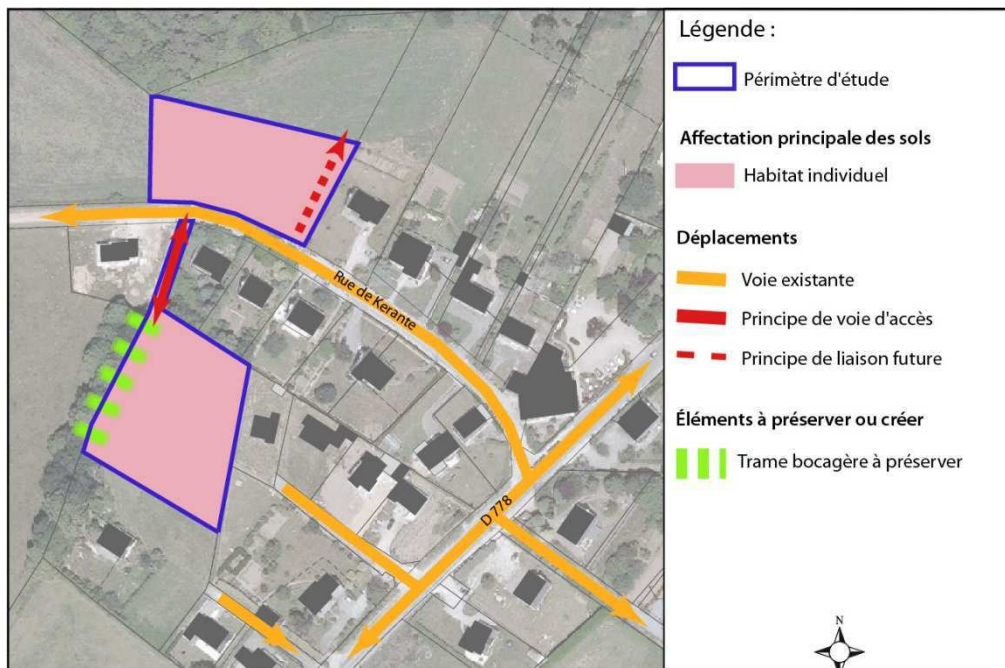 Légende :
Périmètre d'étude
Affectation principale des sols
Habitat individuel
Déplacements
Voie existante
Principe de voie d'accès
Principe de liaison future
Éléments à préserver ou créer
Trame bocagère à préserver
Rue de Kerante
D 778
N